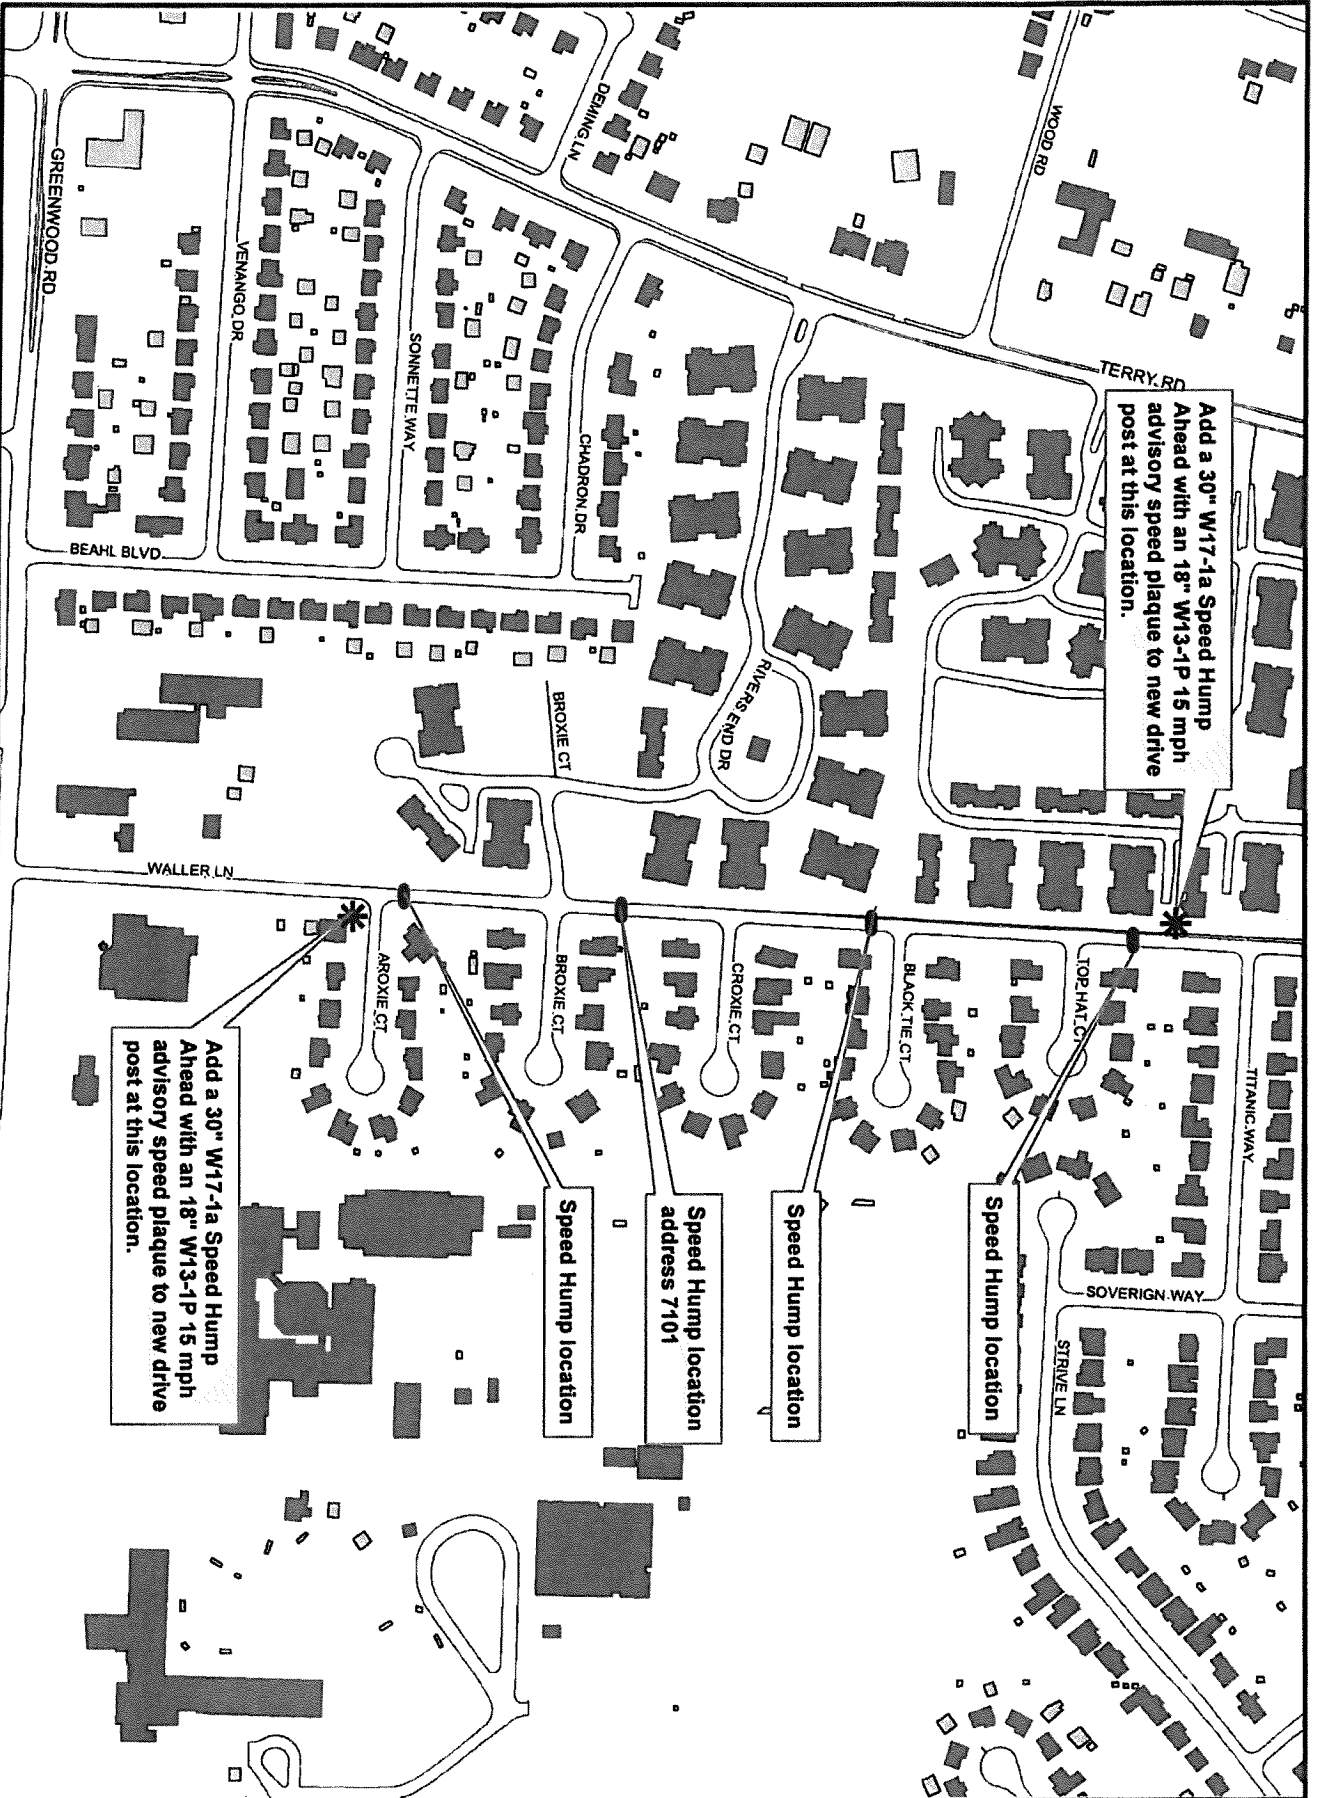 WOOD RD
DEMING LN
TERRY RD
Add a 30" W17-1a Speed Hump
Ahead with an 18" W13-1P 15 mph
advisory speed plaque to new drive
post at this location.
GREENWOOD RD
VENANGO DR
SONNETTE WAY
CHADRON DR
BEAHL BLVD
RIVERS END DR
BROXIE CT
WALLER LN
AROXIE CT
BROXIE CT
CROXIE CT
BLACK TIE CT
TOP HAT CT
TITANIC WAY
SOVERIGN WAY
STRIVE LN
Speed Hump location
Speed Hump location
Speed Hump location
address 7101
Speed Hump location
Add a 30" W17-1a Speed Hump
Ahead with an 18" W13-1P 15 mph
advisory speed plaque to new drive
post at this location.